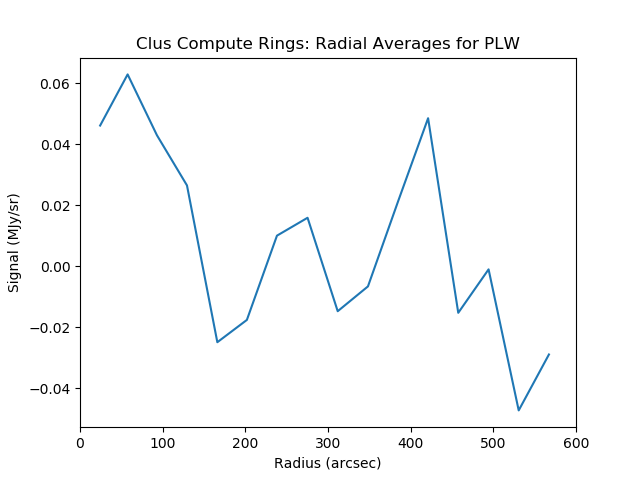 Clus Compute Rings: Radial Averages for PLW
0.06
0.04
0.02
0.00
−0.02
−0.04
Signal (MJy/sr)
0 100 200 300 400 500 600
Radius (arcsec)